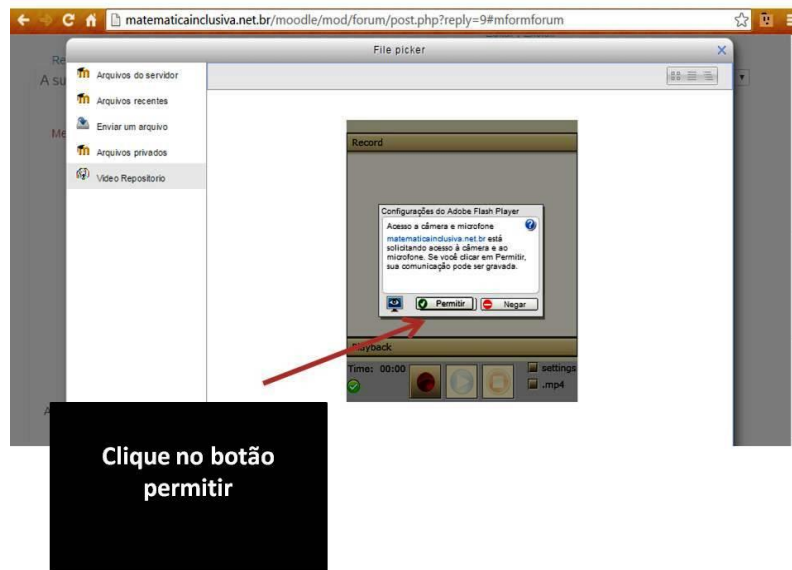 matematicainclusiva.net.br/moodle/mod/forum/post.php?reply=9#mformforum
File picker
X
Re
A su
Me
Arquivos do servidor
Arquivos recentes
Enviar um arquivo
Arquivos privados
Video Repositorio
Record
Configurações do Adobe Flash Player
Acesso a câmera e microfone
matematicainclusiva.net.br está
solicitando acesso à câmera e ao
microfone. Se você clicar em Permitir,
sua comunicação pode ser gravada.
Permitir
Negar
Playback
Time: 00:00
settings
.mp4
A
Clique no botão
permitir